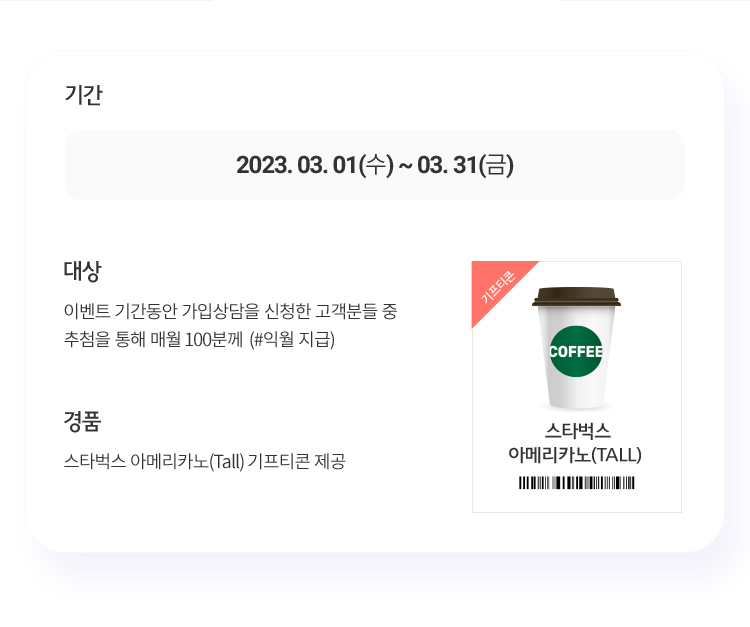 기간
2023. 03. 01(수) ~ 03. 31(금)
대상
이벤트 기간동안 가입상담을 신청한 고객분들 중
추첨을 통해 매월 100분께 (#익월 지급)
경품
스타벅스 아메리카노(Tall) 기프티콘 제공
기프티콘
COFFEE
스타벅스
아메리카노(TALL)